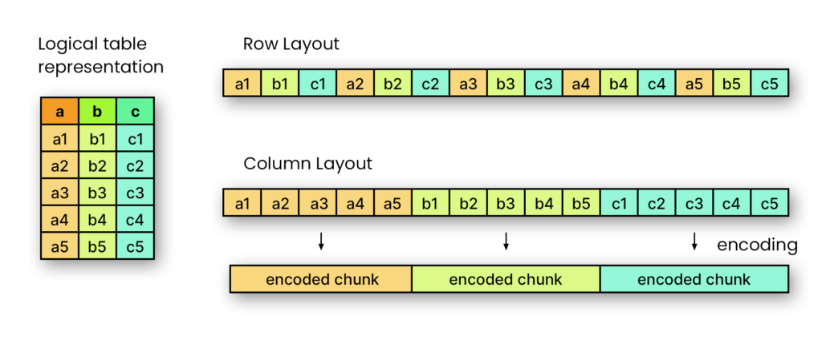 Logical table
representation
a b c
a1 b1 c1
a2 b2 c2
a3 b3 c3
a4 b4 c4
a5 b5 c5
Row Layout
a1 b1 c1 a2 b2 c2 a3 b3 c3 a4 b4 c4 a5 b5 c5
Column Layout
a1 a2 a3 a4 a5 b1 b2 b3 b4 b5 c1 c2 c3 c4 c5
encoding
encoded chunk encoded chunk encoded chunk